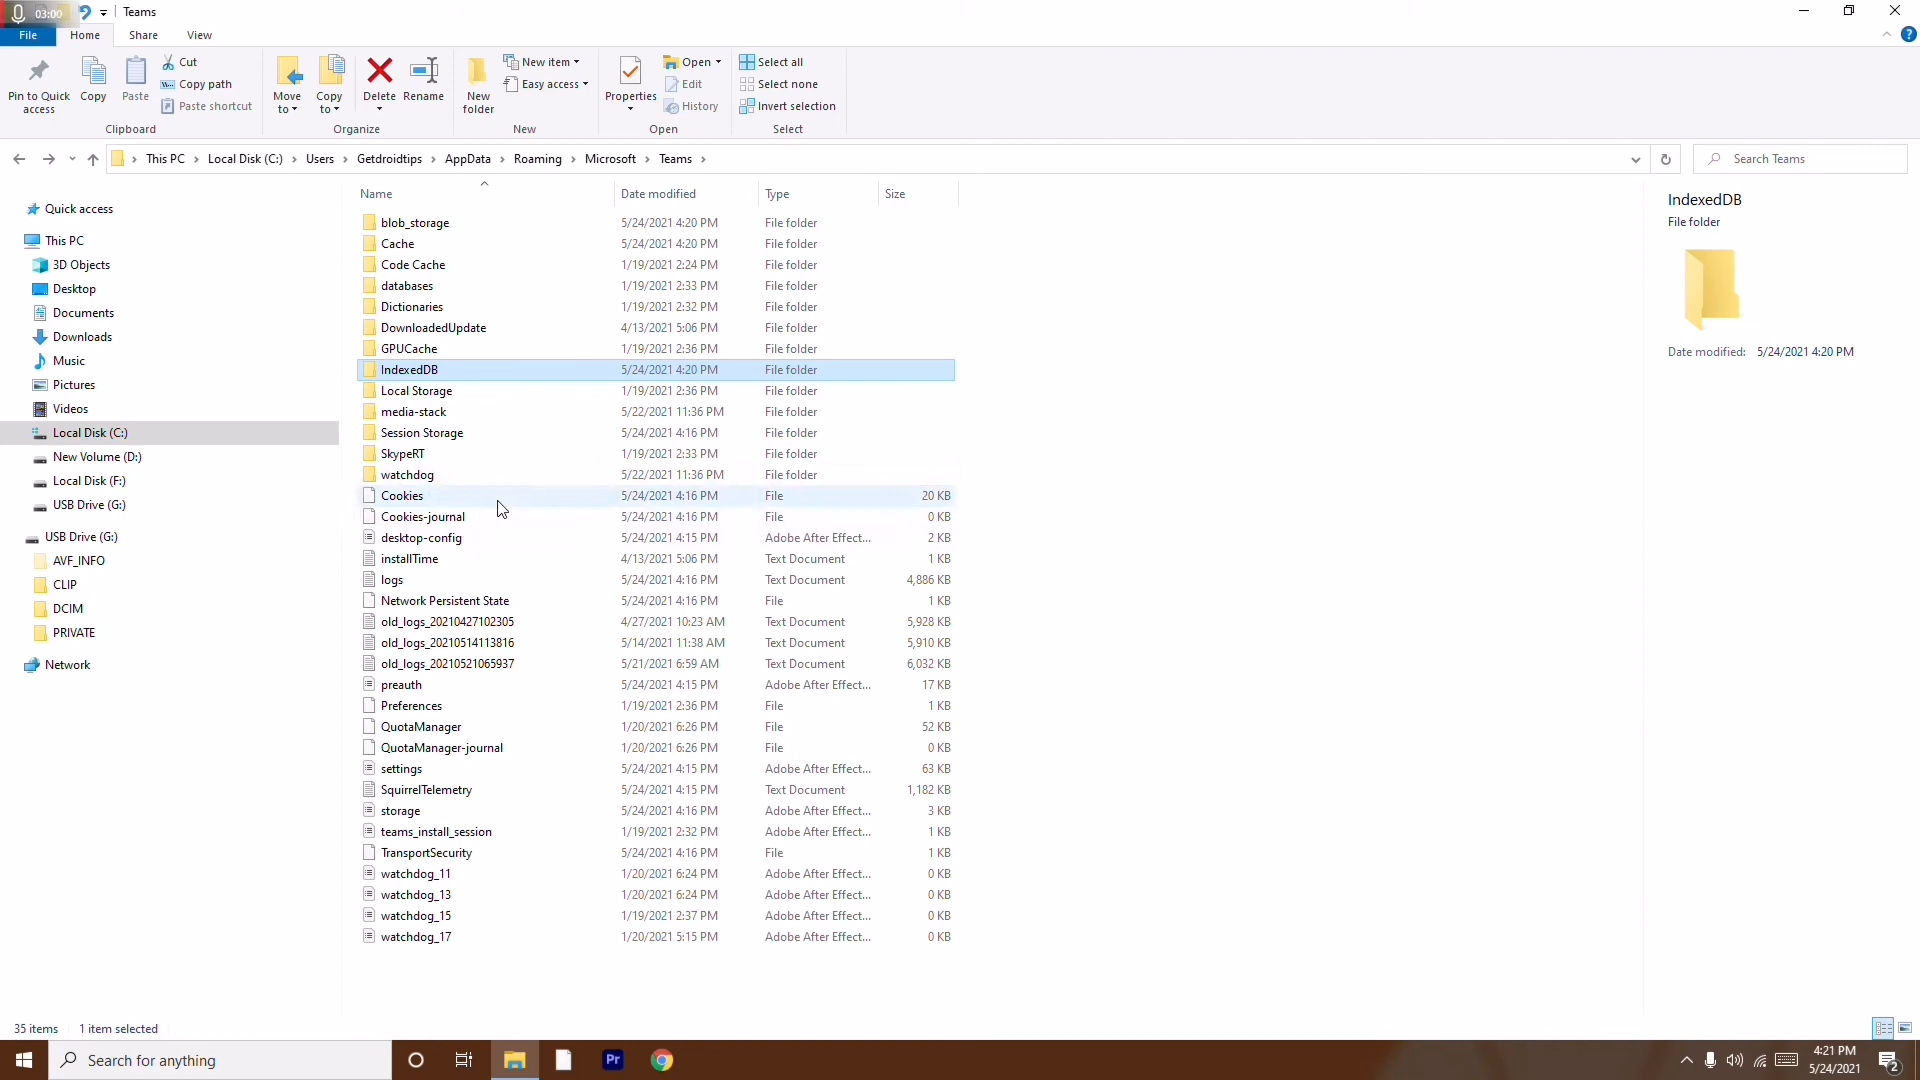 03:00
Teams
File Home Share View
Pin to Quick access
Copy
Paste
Cut
Copy path
Paste shortcut
Clipboard
Move to
Copy to
Delete
Rename
Organize
New folder
New item
Easy access
New
Properties
Open
Edit
History
Open
Select all
Select none
Invert selection
Select
This PC Local Disk (C:) Users Getdroidtips AppData Roaming Microsoft Teams
Search Teams
Quick access
This PC
3D Objects
Desktop
Documents
Downloads
Music
Pictures
Videos
Local Disk (C:)
New Volume (D:)
Local Disk (F:)
USB Drive (G:)
USB Drive (G:)
AVF_INFO
CLIP
DCIM
PRIVATE
Network
Name Date modified Type Size
blob_storage 5/24/2021 4:20 PM File folder
Cache 5/24/2021 4:20 PM File folder
Code Cache 1/19/2021 2:24 PM File folder
databases 1/19/2021 2:33 PM File folder
Dictionaries 1/19/2021 2:32 PM File folder
DownloadedUpdate 4/13/2021 5:06 PM File folder
GPUCache 1/19/2021 2:36 PM File folder
IndexedDB 5/24/2021 4:20 PM File folder
Local Storage 1/19/2021 2:36 PM File folder
media-stack 5/22/2021 11:36 PM File folder
Session Storage 5/24/2021 4:16 PM File folder
SkypeRT 1/19/2021 2:33 PM File folder
watchdog 5/22/2021 11:36 PM File folder
Cookies 5/24/2021 4:16 PM File 20 KB
Cookies-journal 5/24/2021 4:16 PM File 0 KB
desktop-config 5/24/2021 4:15 PM Adobe After Effect... 2 KB
installTime 4/13/2021 5:06 PM Text Document 1 KB
logs 5/24/2021 4:16 PM Text Document 4,886 KB
Network Persistent State 5/24/2021 4:16 PM File 1 KB
old_logs_20210427102305 4/27/2021 10:23 AM Text Document 5,928 KB
old_logs_20210514113816 5/14/2021 11:38 AM Text Document 5,910 KB
old_logs_20210521065937 5/21/2021 6:59 AM Text Document 6,032 KB
preauth 5/24/2021 4:15 PM Adobe After Effect... 17 KB
Preferences 1/19/2021 2:36 PM File 1 KB
QuotaManager 1/20/2021 6:26 PM File 52 KB
QuotaManager-journal 1/20/2021 6:26 PM File 0 KB
settings 5/24/2021 4:15 PM Adobe After Effect... 63 KB
SquirrelTelemetry 5/24/2021 4:15 PM Text Document 1,182 KB
storage 5/24/2021 4:16 PM Adobe After Effect... 3 KB
teams_install_session 1/19/2021 2:32 PM Adobe After Effect... 1 KB
TransportSecurity 5/24/2021 4:16 PM File 1 KB
watchdog_11 1/20/2021 6:24 PM Adobe After Effect... 0 KB
watchdog_13 1/20/2021 6:24 PM Adobe After Effect... 0 KB
watchdog_15 1/19/2021 2:37 PM Adobe After Effect... 0 KB
watchdog_17 1/20/2021 5:15 PM Adobe After Effect... 0 KB
IndexedDB
File folder
Date modified: 5/24/2021 4:20 PM
35 items 1 item selected
Search for anything
Pr
4:21 PM
5/24/2021
2